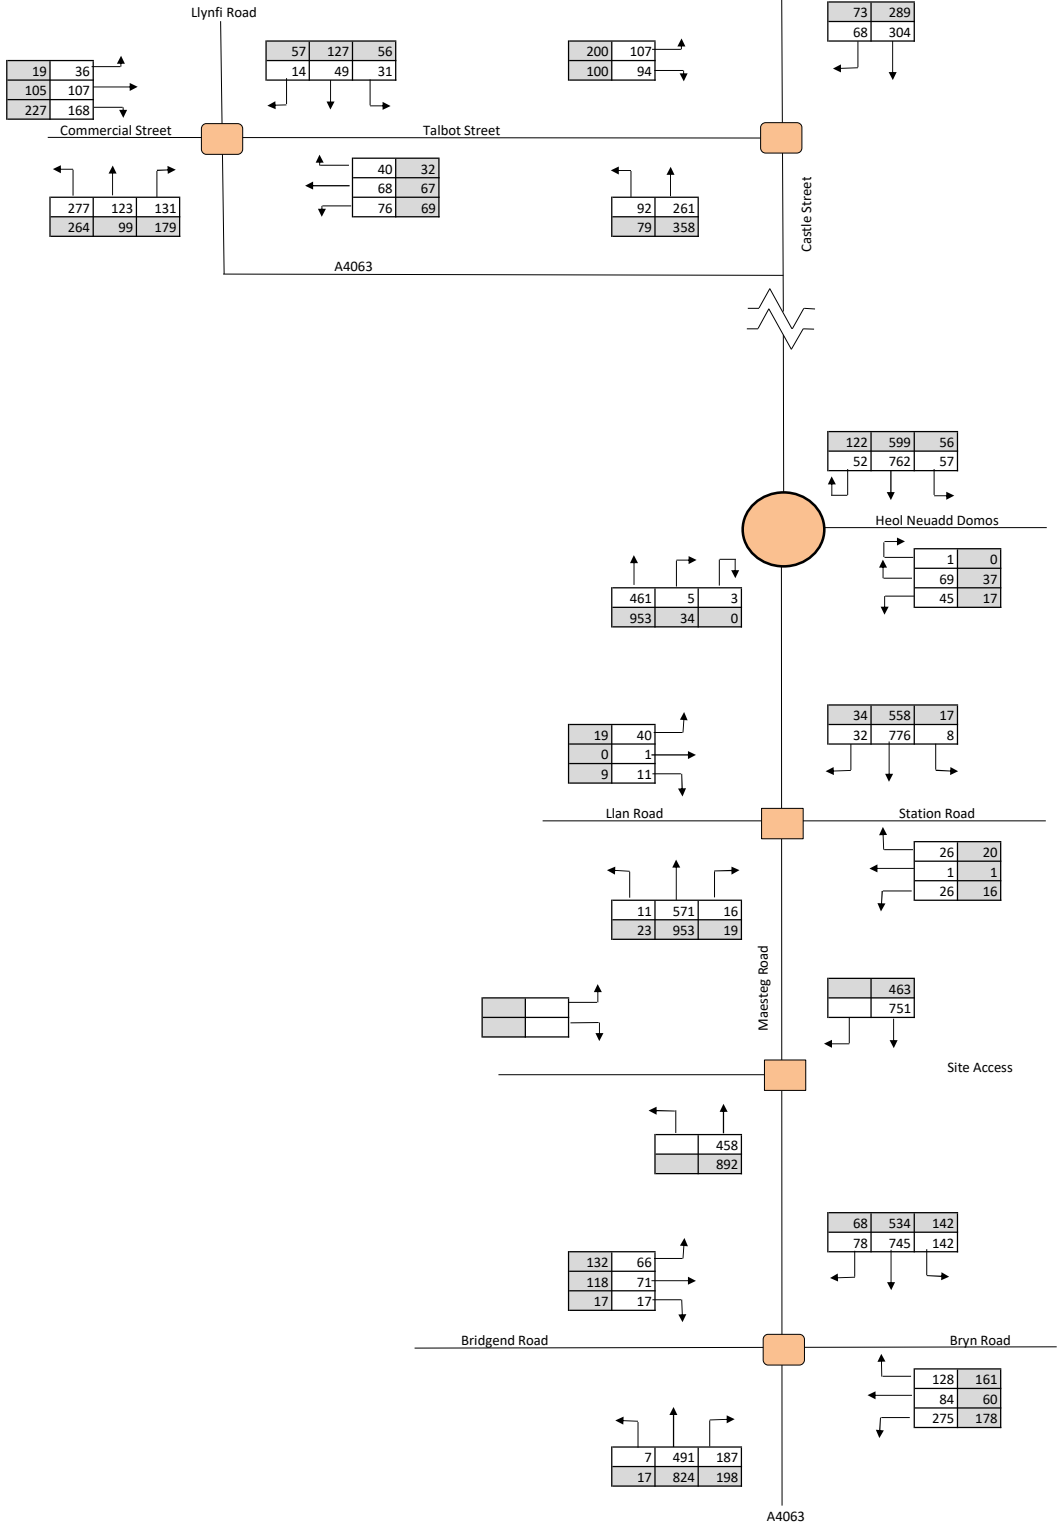 73 289
68 304
Llynfi Road
57 127 56
14 49 31
200 107
100 94
19 36
105 107
227 168
Commercial Street
Talbot Street
277 123 131
264 99 179
40 32
68 67
76 69
92 261
79 358
Castle Street
A4063
122 599 56
52 762 57
Heol Neuadd Domos
461 5 3
953 34 0
1 0
69 37
45 17
19 40
0 1
9 11
34 558 17
32 776 8
Llan Road
Station Road
11 571 16
23 953 19
26 20
1 1
26 16
Maesteg Road
463
751
Site Access
458
892
132 66
118 71
17 17
68 534 142
78 745 142
Bridgend Road
Bryn Road
7 491 187
17 824 198
128 161
84 60
275 178
A4063